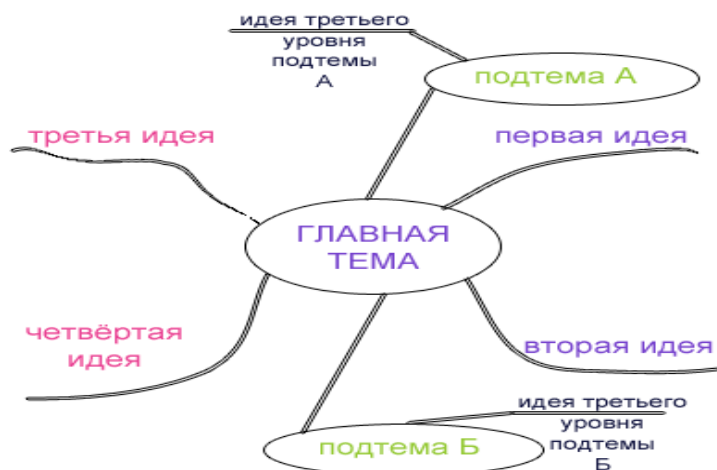 идея третьего
уровня
подтемы
А
подтема А
третья идея
первая идея
ГЛАВНАЯ
ТЕМА
четвёртая
идея
вторая идея
идея третьего
уровня
подтемы
Б
подтема Б